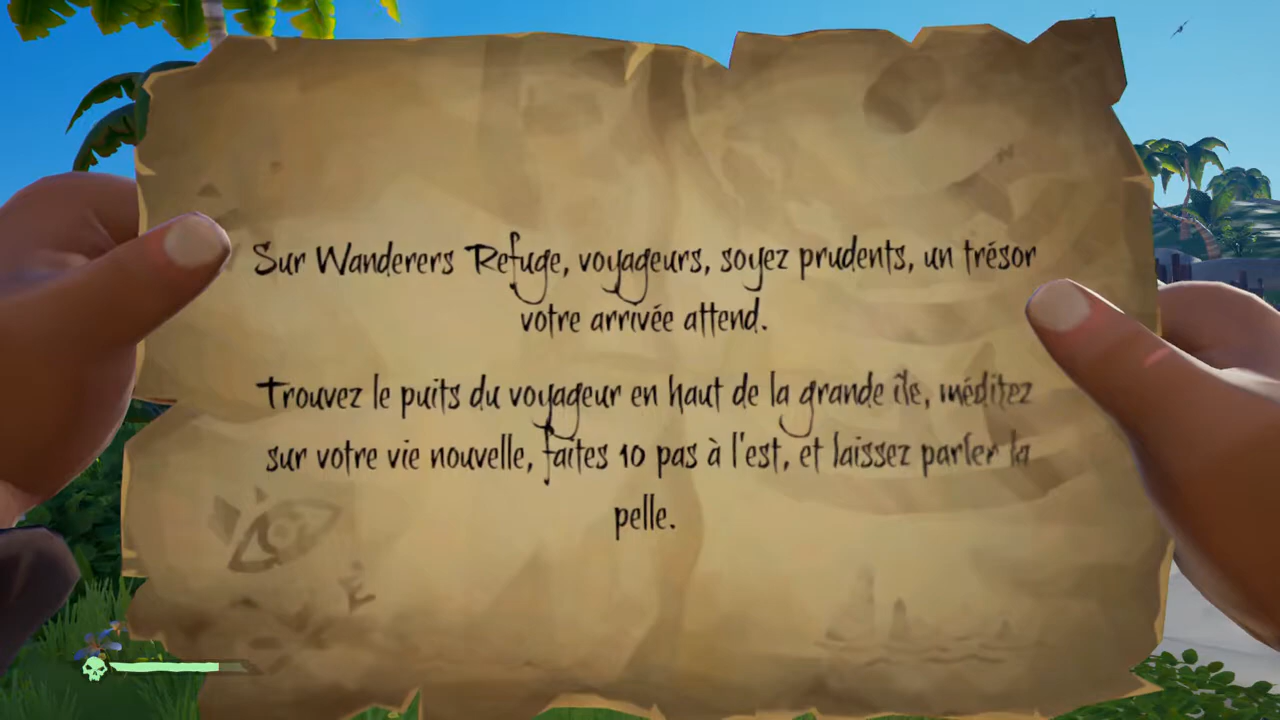 Sur Wanderers Refuge, voyageurs, soyez prudents, un trésor
votre arrivée attend.
Trouvez le puits du voyageur en haut de la grande île, méditez
sur votre vie nouvelle, faites 10 pas à l'est, et laissez parler la
pelle.